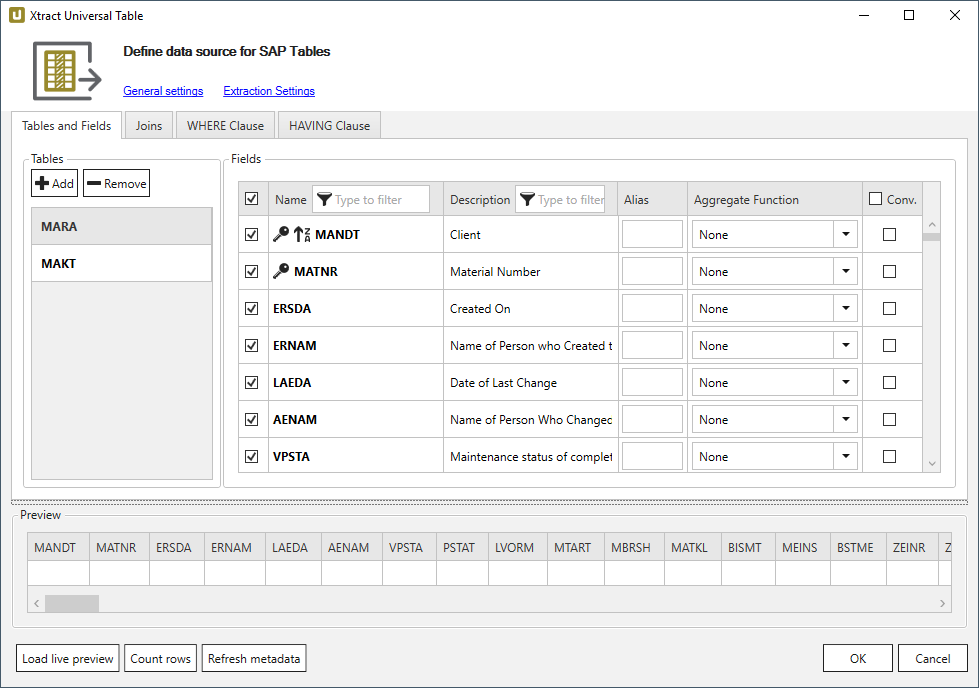 Xtract Universal Table
Define data source for SAP Tables
General settings Extraction Settings
Tables and Fields Joins WHERE Clause HAVING Clause
Tables
Add Remove
MARA
MAKT
Fields
Name Type to filter Description Type to filter Alias Aggregate Function Conv.
MANDT Client None
MATNR Material Number None
ERSDA Created On None
ERNAM Name of Person who Created t None
LAEDA Date of Last Change None
AENAM Name of Person Who Changed None
VPSTA Maintenance status of complet None
Preview
MANDT MATNR ERSDA ERNAM LAEDA AENAM VPSTA PSTAT LVORM MTART MBRSH MATKL BISMT MEINS BSTME ZEINR Z
Load live preview Count rows Refresh metadata OK Cancel